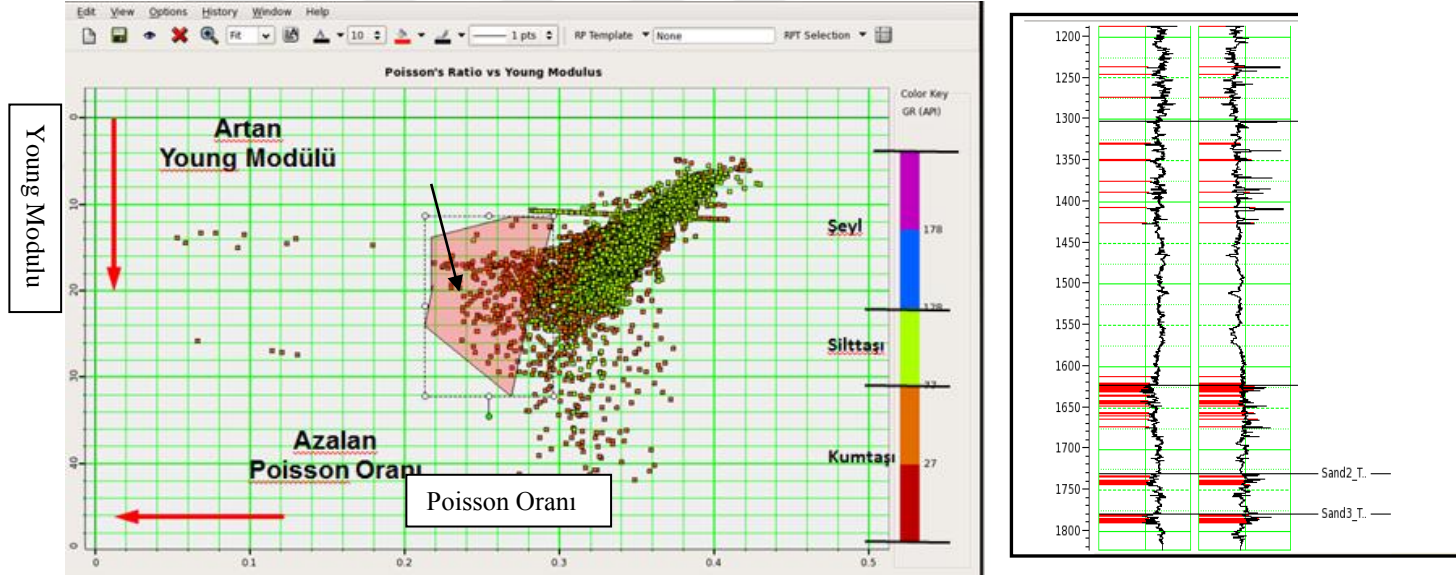 Edit View Options History Window Help
Fit 10 1 pts RP Template None RPT Selection
Poisson's Ratio vs Young Modulus
Young Modulu
Color Key
GR (API)
Artan
Young Modülü
Azalan
Poisson Oranı
Poisson Oranı
Şeyl
Silttaşı
Kumtaşı
178
27
0
10
20
30
40
0
0
0.1
0.2
0.3
0.4
0.5
1200
1250
1300
1350
1400
1450
1500
1550
1600
1650
1700
1750
1800
Sand2_T..
Sand3_T..